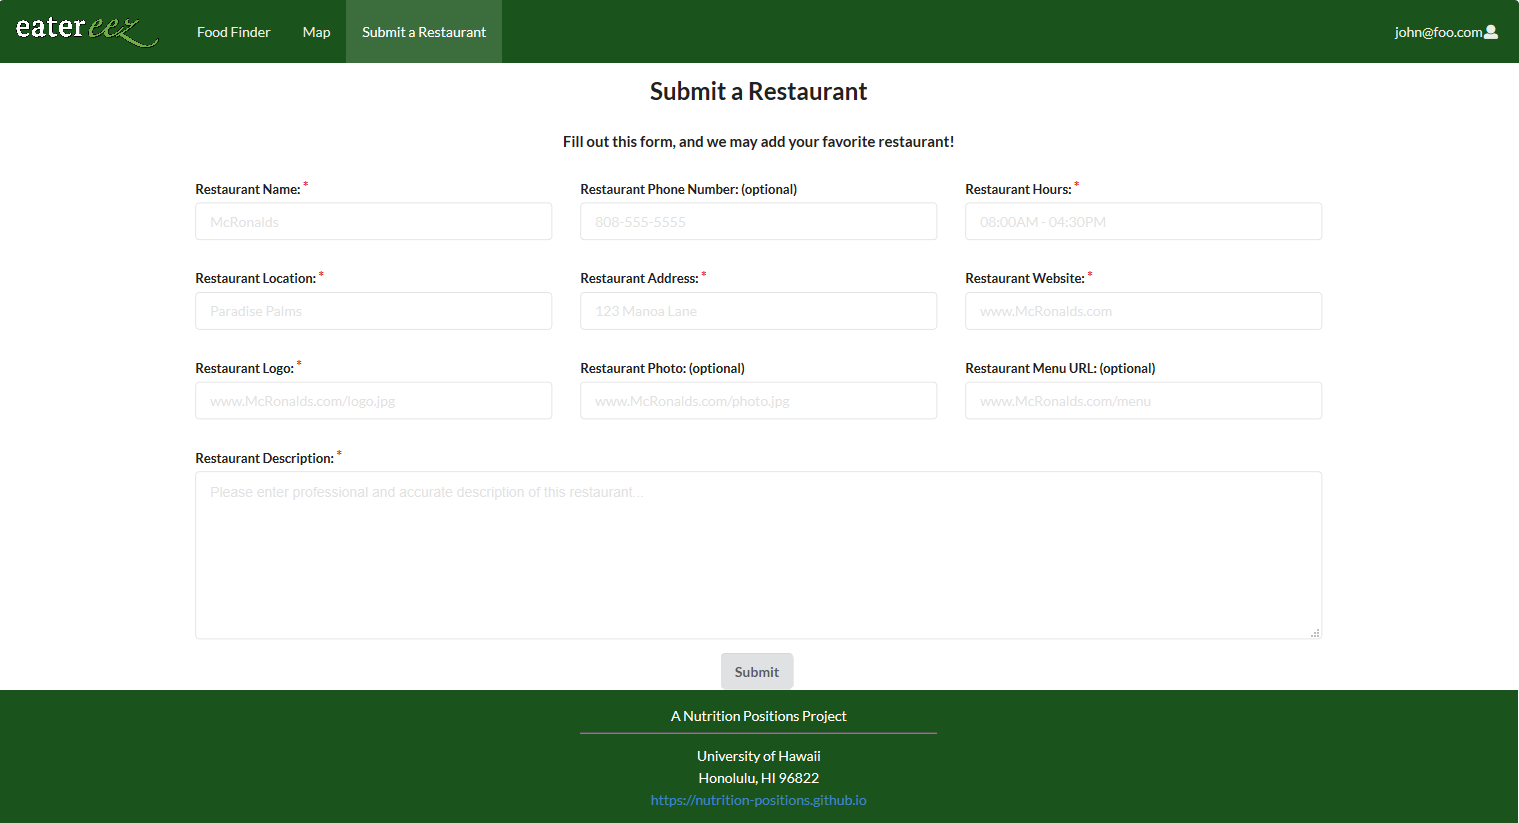 eatereez Food Finder Map Submit a Restaurant john@foo.com
Submit a Restaurant
Fill out this form, and we may add your favorite restaurant!
Restaurant Name: * Restaurant Phone Number: (optional) Restaurant Hours: *
McRonalds 808-555-5555 08:00AM - 04:30PM
Restaurant Location: * Restaurant Address: * Restaurant Website: *
Paradise Palms 123 Manoa Lane www.McRonalds.com
Restaurant Logo: * Restaurant Photo: (optional) Restaurant Menu URL: (optional)
www.McRonalds.com/logo.jpg www.McRonalds.com/photo.jpg www.McRonalds.com/menu
Restaurant Description: *
Please enter professional and accurate description of this restaurant...
Submit
A Nutrition Positions Project
University of Hawaii
Honolulu, HI 96822
https://nutrition-positions.github.io